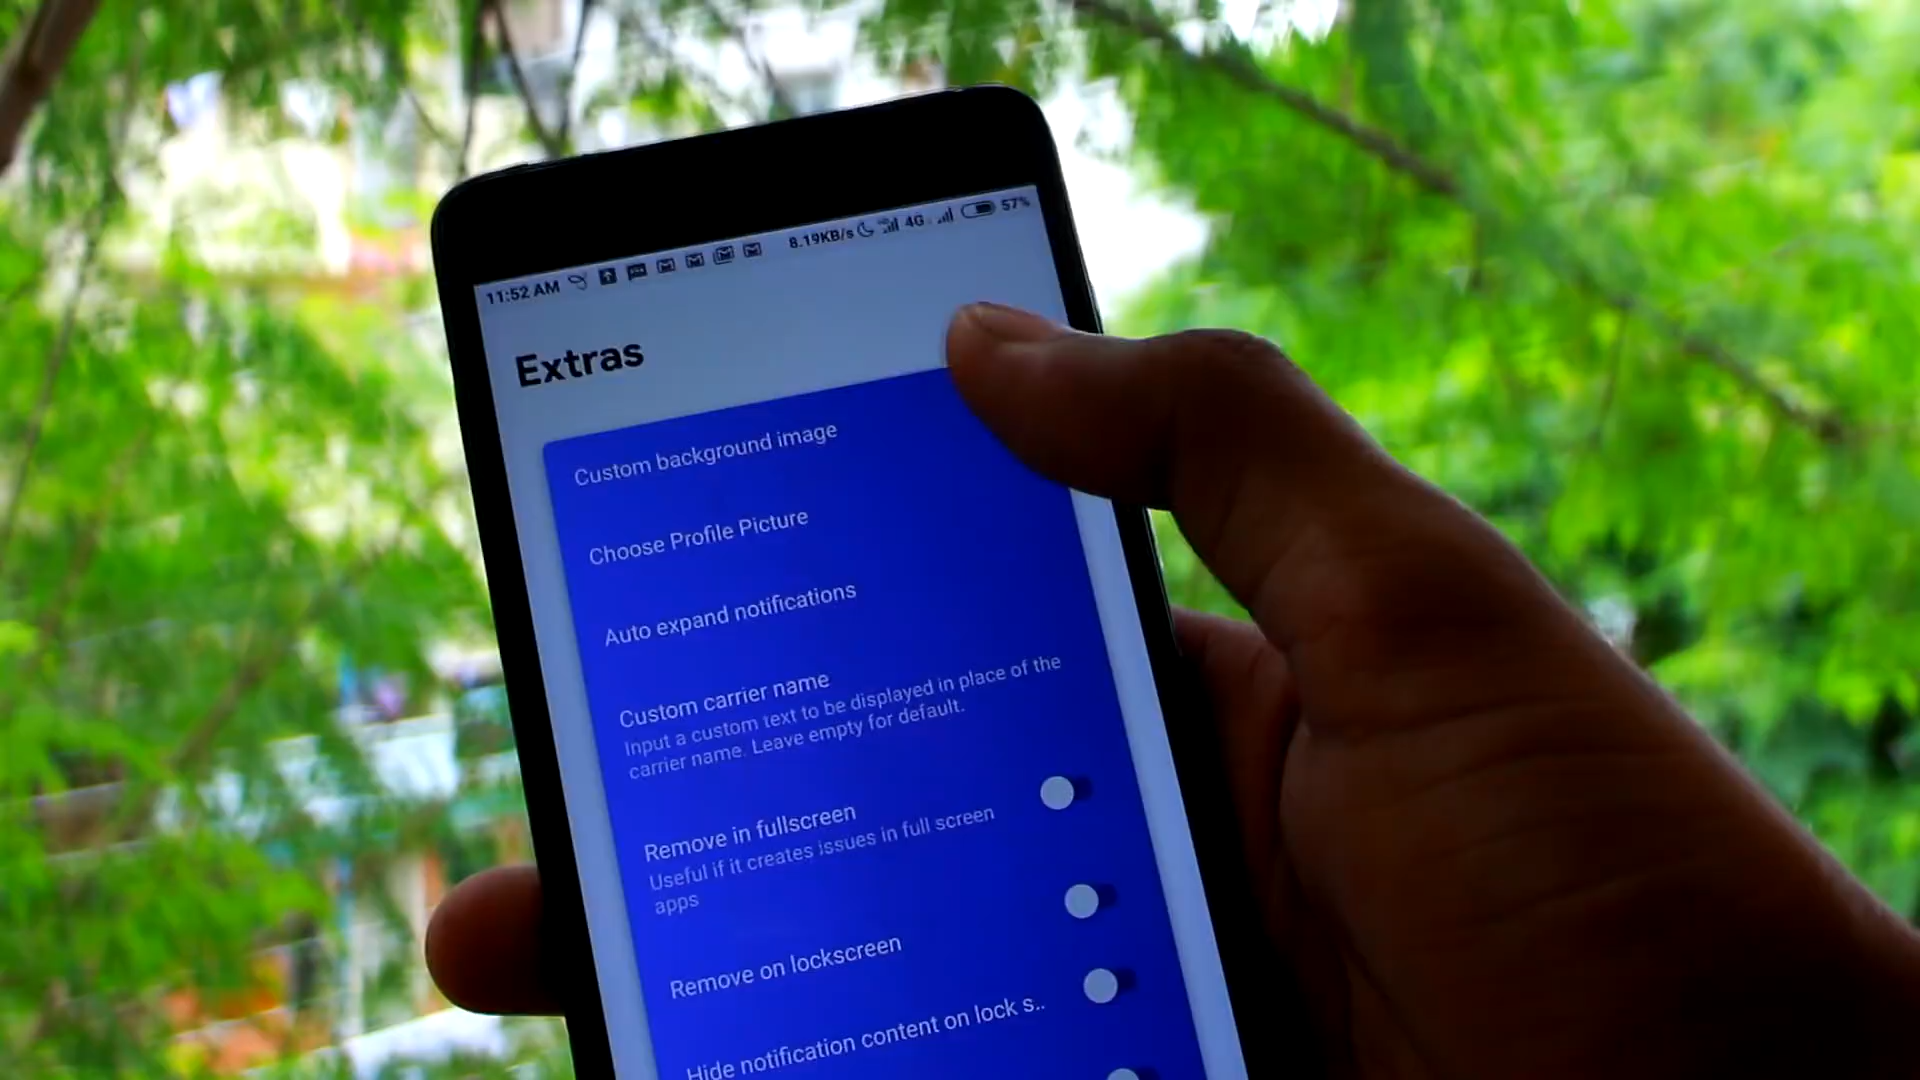 11:52 AM 8.19KB/s 4G 57%
Extras
Custom background image
Choose Profile Picture
Auto expand notifications
Custom carrier name
Input a custom text to be displayed in place of the
carrier name. Leave empty for default.
Remove in fullscreen
Useful if it creates issues in full screen
apps
Remove on lockscreen
Hide notification content on lock s..